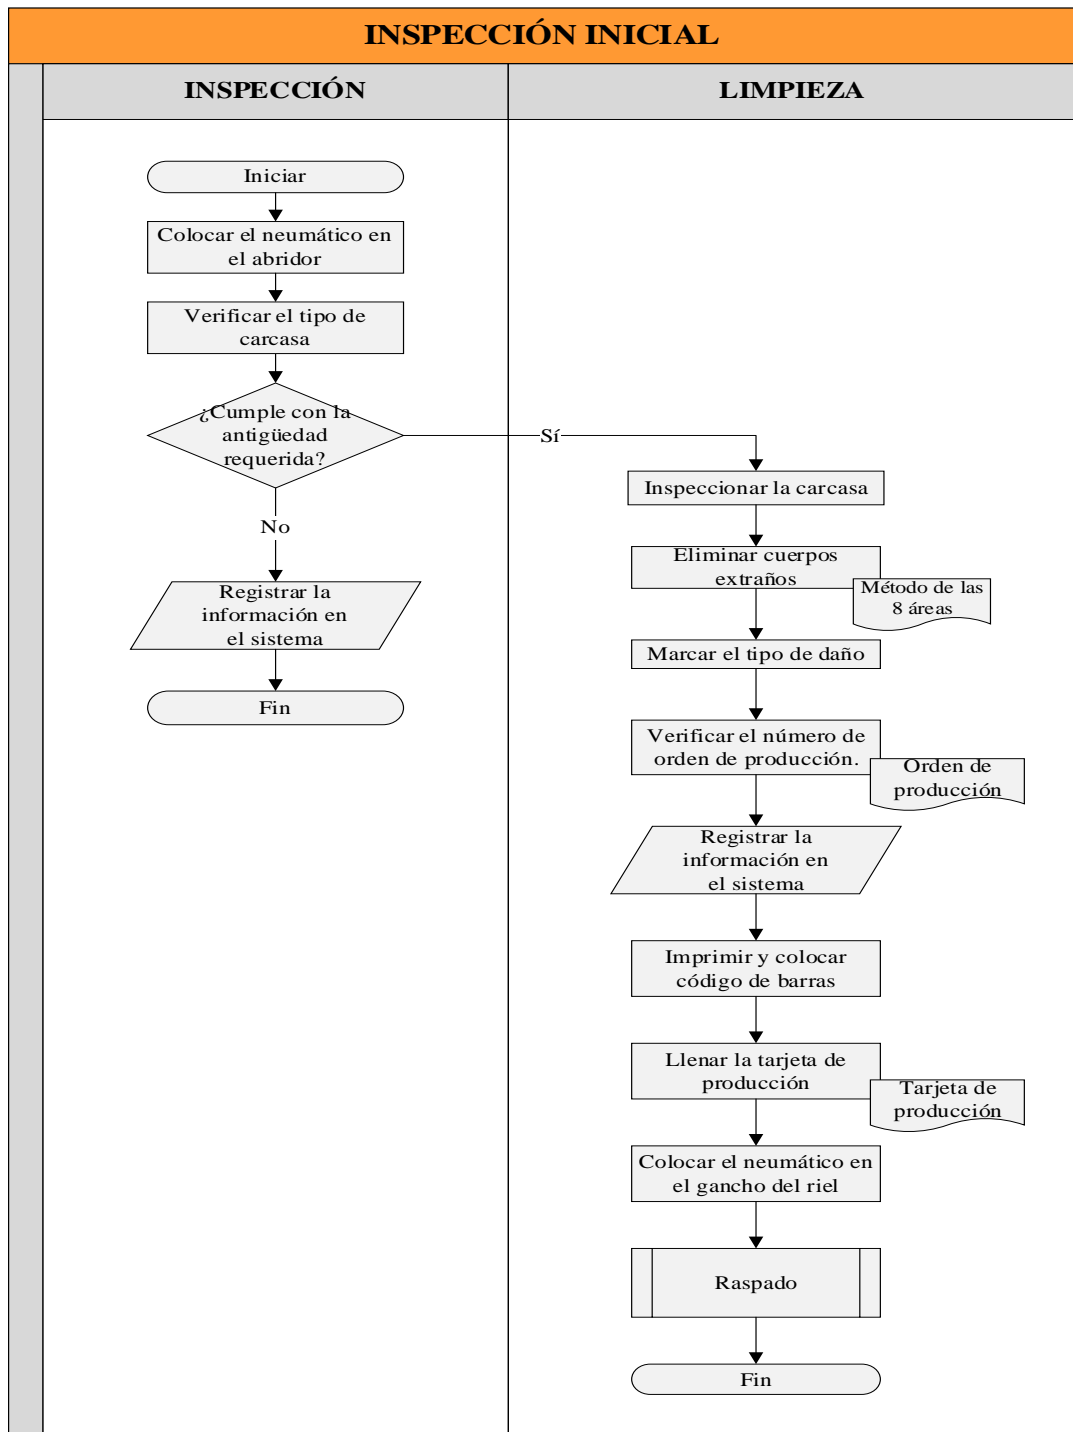 INSPECCIÓN INICIAL
INSPECCIÓN
LIMPIEZA
Iniciar
Colocar el neumático en
el abridor
Verificar el tipo de
carcasa
¿Cumple con la
antigüedad
requerida?
Sí
No
Registrar la
información en
el sistema
Fin
Inspeccionar la carcasa
Eliminar cuerpos
extraños
Método de las
8 áreas
Marcar el tipo de daño
Verificar el número de
orden de producción.
Orden de
producción
Registrar la
información en
el sistema
Imprimir y colocar
código de barras
Llenar la tarjeta de
producción
Tarjeta de
producción
Colocar el neumático en
el gancho del riel
Raspado
Fin